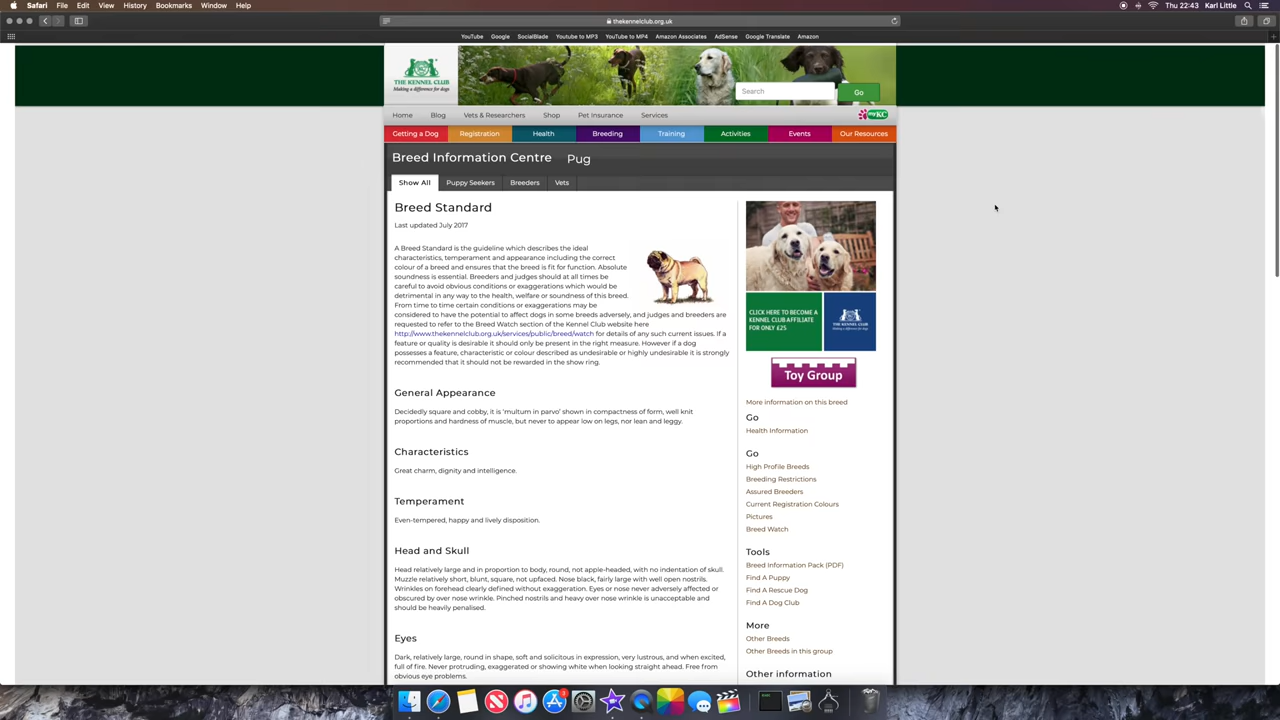 Safari File Edit View History Bookmarks Window Help
Thu 22:43 Karl Little
thekennelclub.org.uk
YouTube Google SocialBlade Youtube to MP3 YouTube to MP4 Amazon Associates AdSense Google Translate Amazon
THE KENNEL CLUB
Making a difference for dogs
Search
Go
Home Blog Vets & Researchers Shop Pet Insurance Services
myKC
Getting a Dog Registration Health Breeding Training Activities Events Our Resources
Breed Information Centre Pug
Show All Puppy Seekers Breeders Vets
Breed Standard
Last updated July 2017
A Breed Standard is the guideline which describes the ideal
characteristics, temperament and appearance including the correct
colour of a breed and ensures that the breed is fit for function. Absolute
soundness is essential. Breeders and judges should at all times be
careful to avoid obvious conditions or exaggerations which would be
detrimental in any way to the health, welfare or soundness of this breed.
From time to time certain conditions or exaggerations may be
considered to have the potential to affect dogs in some breeds adversely, and judges and breeders are
requested to refer to the Breed Watch section of the Kennel Club website here
http://www.thekennelclub.org.uk/services/public/breed/watch for details of any such current issues. If a
feature or quality is desirable it should only be present in the right measure. However if a dog
possesses a feature, characteristic or colour described as undesirable or highly undesirable it is strongly
recommended that it should not be rewarded in the show ring.
General Appearance
Decidedly square and cobby, it is 'multum in parvo' shown in compactness of form, well knit
proportions and hardness of muscle, but never to appear low on legs, nor lean and leggy.
Characteristics
Great charm, dignity and intelligence.
Temperament
Even-tempered, happy and lively disposition.
Head and Skull
Head relatively large and in proportion to body, round, not apple-headed, with no indentation of skull.
Muzzle relatively short, blunt, square, not upfaced. Nose black, fairly large with well open nostrils.
Wrinkles on forehead clearly defined without exaggeration. Eyes or nose never adversely affected or
obscured by over nose wrinkle. Pinched nostrils and heavy over nose wrinkle is unacceptable and
should be heavily penalised.
Eyes
Dark, relatively large, round in shape, soft and solicitous in expression, very lustrous, and when excited,
full of fire. Never protruding, exaggerated or showing white when looking straight ahead. Free from
obvious eye problems.
CLICK HERE TO BECOME A
KENNEL CLUB AFFILIATE
FOR ONLY £25
THE KENNEL CLUB
Making a difference for dogs
Toy Group
More information on this breed
Go
Health Information
Go
High Profile Breeds
Breeding Restrictions
Assured Breeders
Current Registration Colours
Pictures
Breed Watch
Tools
Breed Information Pack (PDF)
Find A Puppy
Find A Rescue Dog
Find A Dog Club
More
Other Breeds
Other Breeds in this group
Other information